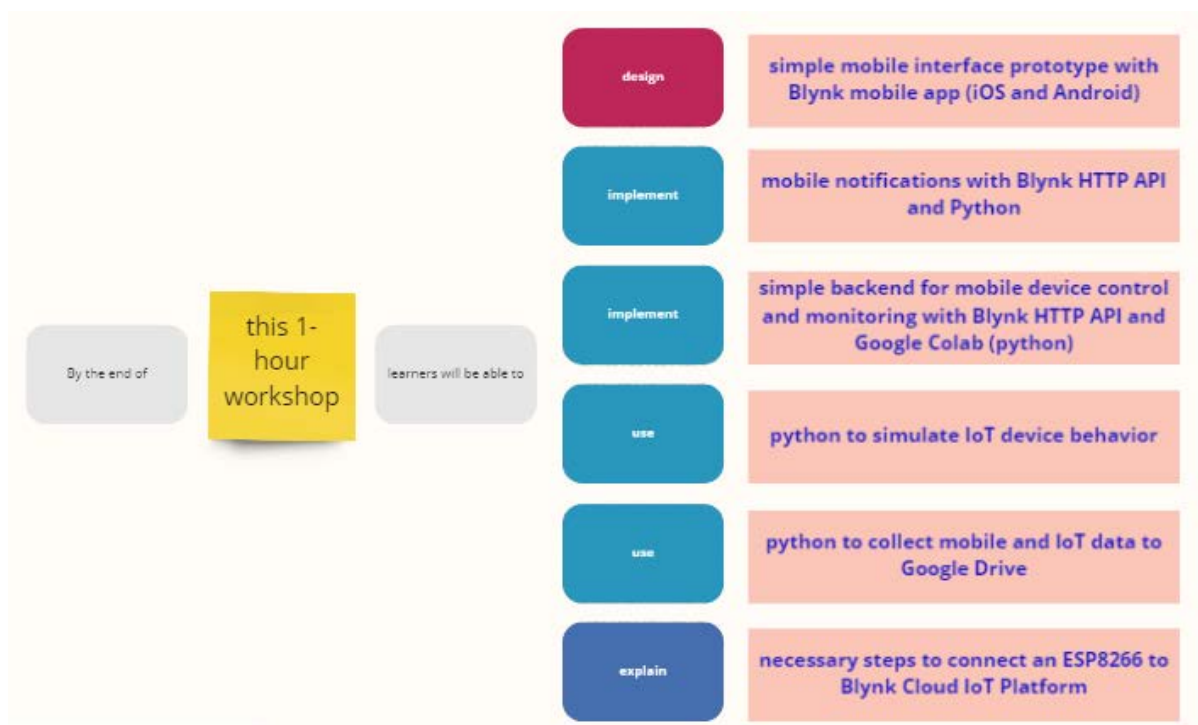 By the end of
this 1-
hour
workshop
learners will be able to
design
simple mobile interface prototype with
Blynk mobile app (iOS and Android)
implement
mobile notifications with Blynk HTTP API
and Python
implement
simple backend for mobile device control
and monitoring with Blynk HTTP API and
Google Colab (python)
use
python to simulate IoT device behavior
use
python to collect mobile and IoT data to
Google Drive
explain
necessary steps to connect an ESP8266 to
Blynk Cloud IoT Platform